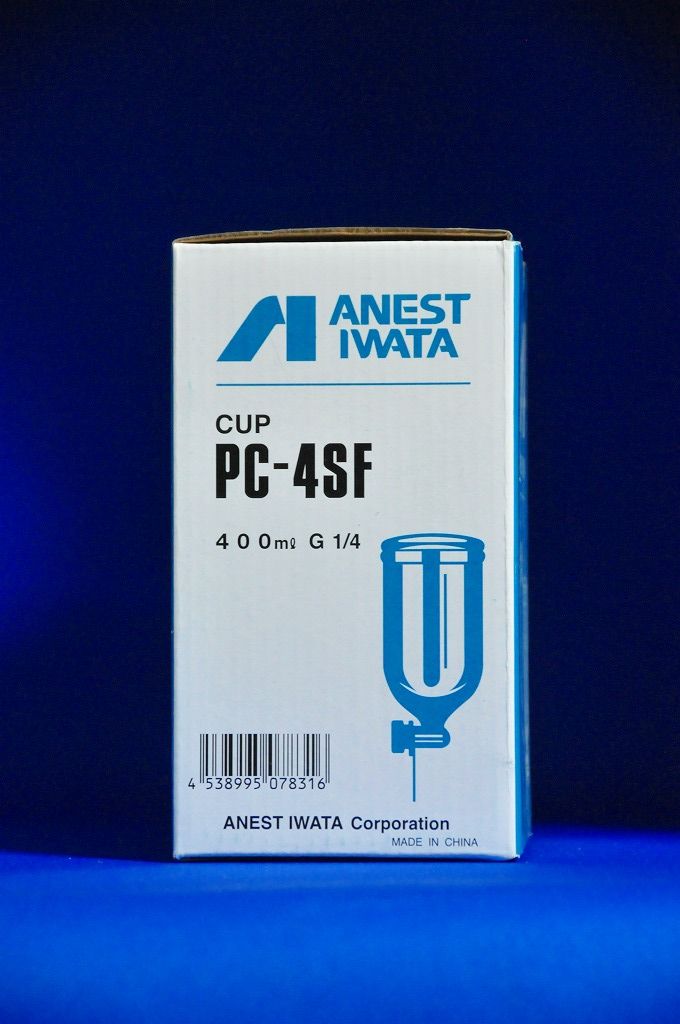 ANEST
IWATA
CUP
PC-4SF
400mℓ G 1/4
4 538995 078316
ANEST IWATA Corporation
MADE IN CHINA